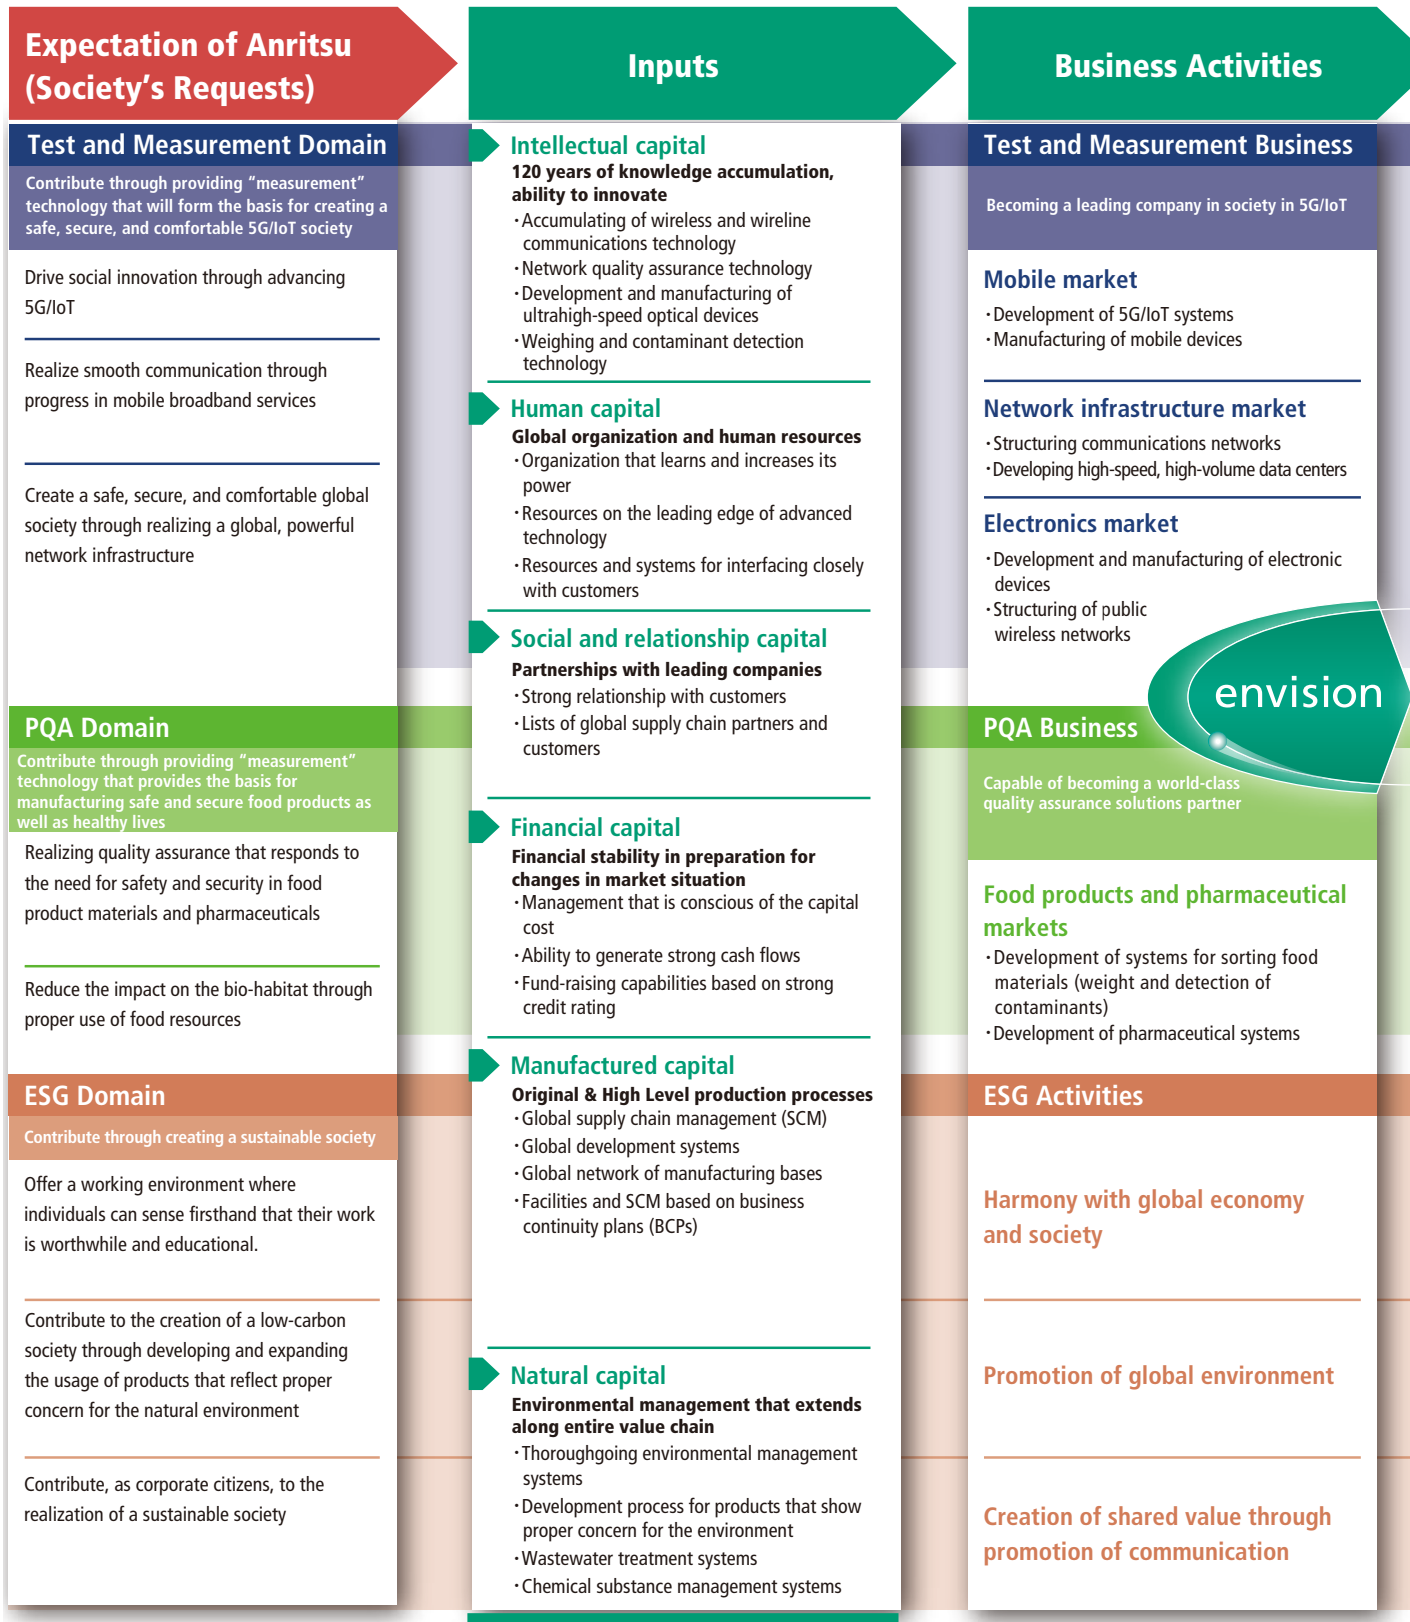 Expectation of Anritsu
(Society's Requests)
Test and Measurement Domain
Contribute through providing “measurement”
technology that will form the basis for creating a
safe, secure, and comfortable 5G/IoT society
Drive social innovation through advancing
5G/IoT
Realize smooth communication through
progress in mobile broadband services
Create a safe, secure, and comfortable global
society through realizing a global, powerful
network infrastructure
PQA Domain
Contribute through providing “measurement”
technology that provides the basis for
manufacturing safe and secure food products as
well as healthy lives
Realizing quality assurance that responds to
the need for safety and security in food
product materials and pharmaceuticals
Reduce the impact on the bio-habitat through
proper use of food resources
ESG Domain
Contribute through creating a sustainable society
Offer a working environment where
individuals can sense firsthand that their work
is worthwhile and educational.
Contribute to the creation of a low-carbon
society through developing and expanding
the usage of products that reflect proper
concern for the natural environment
Contribute, as corporate citizens, to the
realization of a sustainable society
Inputs
Intellectual capital
120 years of knowledge accumulation,
ability to innovate
・Accumulating of wireless and wireline
communications technology
・Network quality assurance technology
・Development and manufacturing of
ultrahigh-speed optical devices
・Weighing and contaminant detection
technology
Human capital
Global organization and human resources
・Organization that learns and increases its
power
・Resources on the leading edge of advanced
technology
・Resources and systems for interfacing closely
with customers
Social and relationship capital
Partnerships with leading companies
・Strong relationship with customers
・Lists of global supply chain partners and
customers
Financial capital
Financial stability in preparation for
changes in market situation
・Management that is conscious of the capital
cost
・Ability to generate strong cash flows
・Fund-raising capabilities based on strong
credit rating
Manufactured capital
Original & High Level production processes
・Global supply chain management (SCM)
・Global development systems
・Global network of manufacturing bases
・Facilities and SCM based on business
continuity plans (BCPs)
Natural capital
Environmental management that extends
along entire value chain
・Thoroughgoing environmental management
systems
・Development process for products that show
proper concern for the environment
・Wastewater treatment systems
・Chemical substance management systems
Business Activities
Test and Measurement Business
Becoming a leading company in society in 5G/IoT
Mobile market
・Development of 5G/IoT systems
・Manufacturing of mobile devices
Network infrastructure market
・Structuring communications networks
・Developing high-speed, high-volume data centers
Electronics market
・Development and manufacturing of electronic
devices
・Structuring of public
wireless networks
envision
PQA Business
Capable of becoming a world-class
quality assurance solutions partner
Food products and pharmaceutical
markets
・Development of systems for sorting food
materials (weight and detection of
contaminants)
・Development of pharmaceutical systems
ESG Activities
Harmony with global economy
and society
Promotion of global environment
Creation of shared value through
promotion of communication